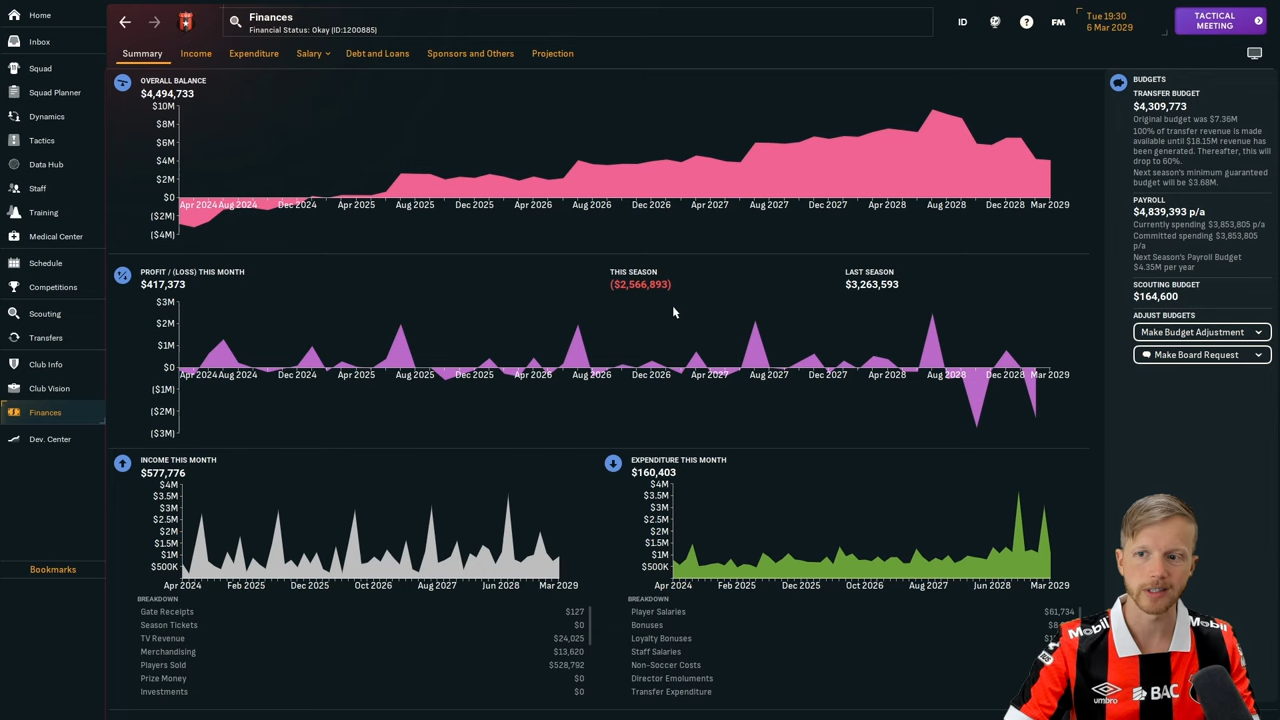 Home
Inbox
Squad
Squad Planner
Dynamics
Tactics
Data Hub
Staff
Training
Medical Center
Schedule
Competitions
Scouting
Transfers
Club Info
Club Vision
Finances
Dev. Center
Bookmarks
Finances
Financial Status: Okay (ID:1200885)
ID
?
FM
Tue 19:30
6 Mar 2029
TACTICAL
MEETING
Summary
Income
Expenditure
Salary
Debt and Loans
Sponsors and Others
Projection
OVERALL BALANCE
$4,494,733
$10M
$8M
$6M
$4M
$2M
$0
($2M)
($4M)
Apr 2024 Aug 2024 Dec 2024 Apr 2025 Aug 2025 Dec 2025 Apr 2026 Aug 2026 Dec 2026 Apr 2027 Aug 2027 Dec 2027 Apr 2028 Aug 2028 Dec 2028 Mar 2029
PROFIT / (LOSS) THIS MONTH
$417,373
THIS SEASON
($2,566,893)
LAST SEASON
$3,263,593
$3M
$2M
$1M
$0
($1M)
($2M)
($3M)
Apr 2024 Aug 2024 Dec 2024 Apr 2025 Aug 2025 Dec 2025 Apr 2026 Aug 2026 Dec 2026 Apr 2027 Aug 2027 Dec 2027 Apr 2028 Aug 2028 Dec 2028 Mar 2029
INCOME THIS MONTH
$577,776
$4M
$3.5M
$3M
$2.5M
$2M
$1.5M
$1M
$500K
Apr 2024 Feb 2025 Dec 2025 Oct 2026 Aug 2027 Jun 2028 Mar 2029
BREAKDOWN
Gate Receipts $127
Season Tickets $0
TV Revenue $24,025
Merchandising $13,620
Players Sold $528,792
Prize Money $0
Investments $0
EXPENDITURE THIS MONTH
$160,403
$4M
$3.5M
$3M
$2.5M
$2M
$1.5M
$1M
$500K
Apr 2024 Feb 2025 Dec 2025 Oct 2026 Aug 2027 Jun 2028 Mar 2029
BREAKDOWN
Player Salaries $61,734
Bonuses
Loyalty Bonuses
Staff Salaries
Non-Soccer Costs
Director Emoluments
Transfer Expenditure
BUDGETS
TRANSFER BUDGET
$4,309,773
Original budget was $7.36M
100% of transfer revenue is made
available until $18.15M revenue has
been generated. Thereafter, this will
drop to 60%.
Next season's minimum guaranteed
budget will be $3.68M.
PAYROLL
$4,839,393 p/a
Currently spending $3,853,805 p/a
Committed spending $3,853,805
p/a
Next Season's Payroll Budget
$4.35M per year
SCOUTING BUDGET
$164,600
ADJUST BUDGETS
Make Budget Adjustment
Make Board Request
Mobil
Mobil
umbro
BAC